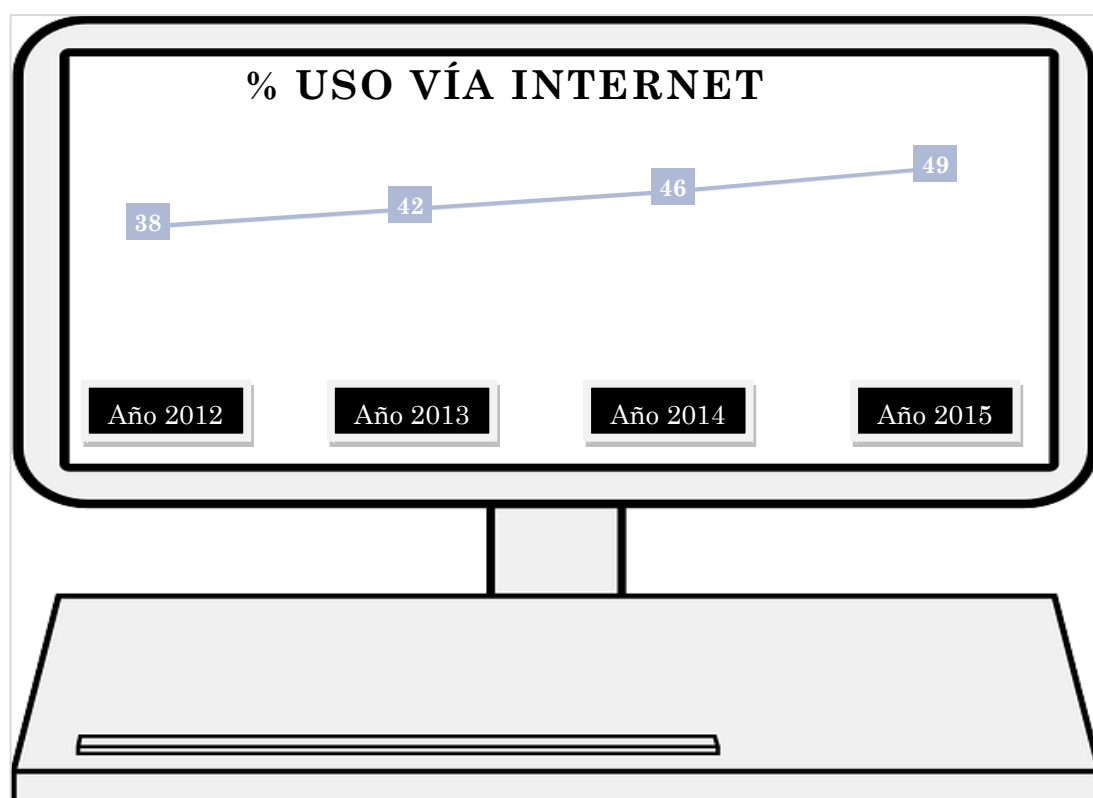 % USO VÍA INTERNET
38
42
46
49
Año 2012
Año 2013
Año 2014
Año 2015